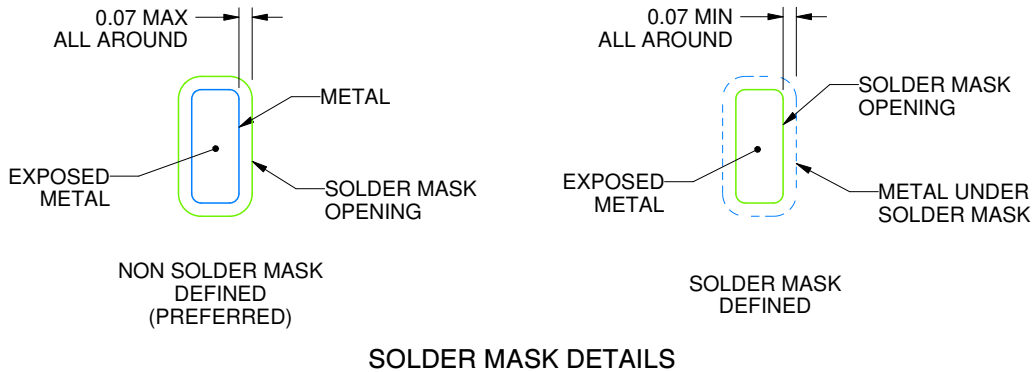 0.07 MAX
ALL AROUND
METAL
EXPOSED
METAL
SOLDER MASK
OPENING
NON SOLDER MASK
DEFINED
(PREFERRED)
0.07 MIN
ALL AROUND
SOLDER MASK
OPENING
EXPOSED
METAL
METAL UNDER
SOLDER MASK
SOLDER MASK
DEFINED
SOLDER MASK DETAILS